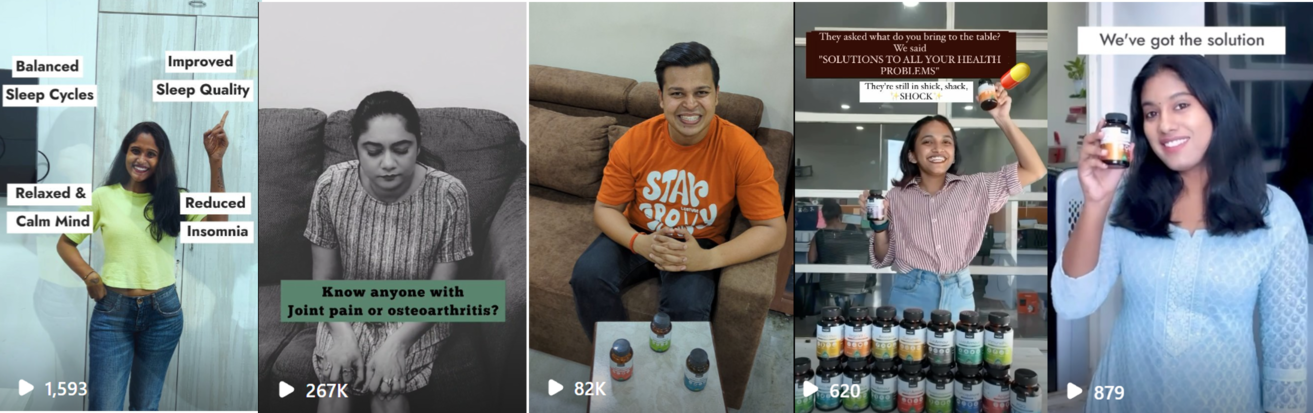 Balanced
Sleep Cycles
Improved
Sleep Quality
Relaxed &
Calm Mind
Reduced
Insomnia
1,593
Know anyone with
Joint pain or osteoarthritis?
267K
STAY
82K
They asked what do you bring to the table?
We said
"SOLUTIONS TO ALL YOUR HEALTH
PROBLEMS"
They're still in shick, shack,
✨SHOCK✨
620
We've got the solution
879